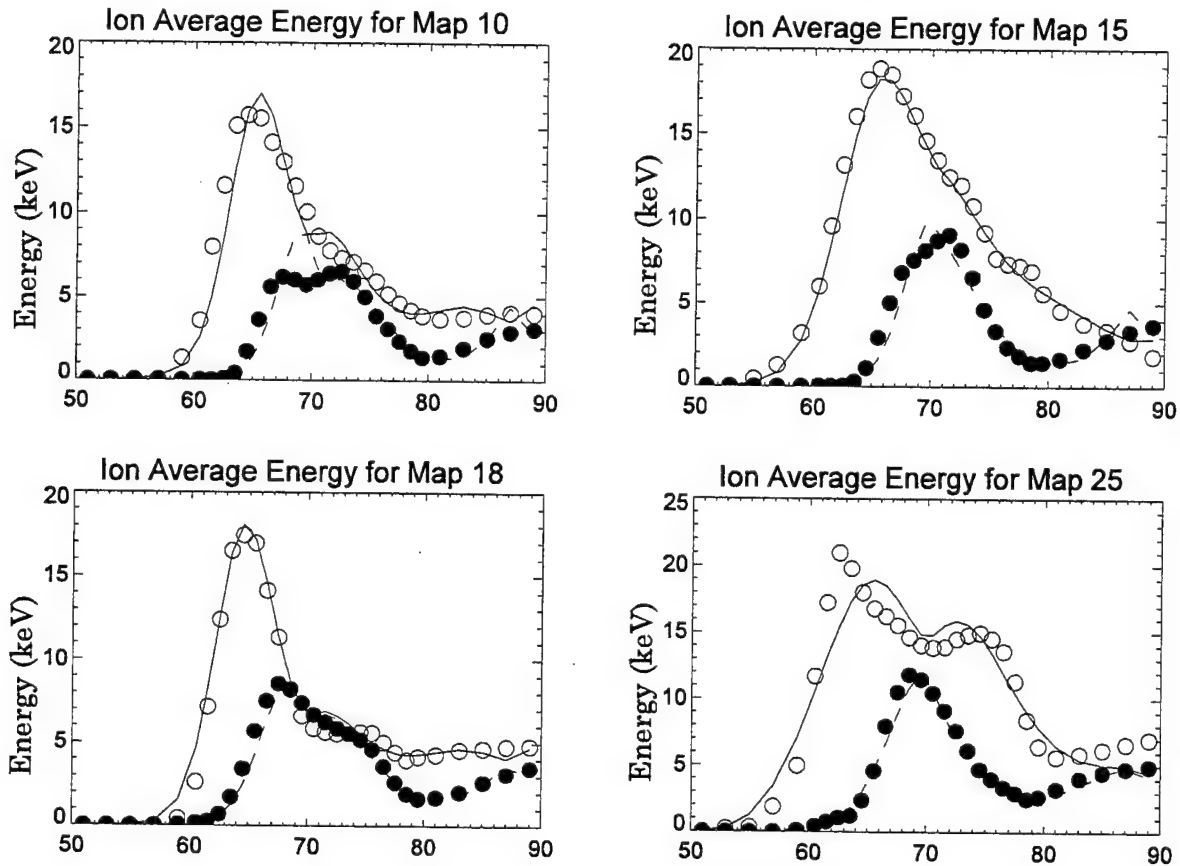 Ion Average Energy for Map 10
20
15
10
5
0
Energy (keV)
50 60 70 80 90
Ion Average Energy for Map 15
20
15
10
5
0
Energy (keV)
50 60 70 80 90
Ion Average Energy for Map 18
20
15
10
5
0
Energy (keV)
50 60 70 80 90
Ion Average Energy for Map 25
25
20
15
10
5
0
Energy (keV)
50 60 70 80 90